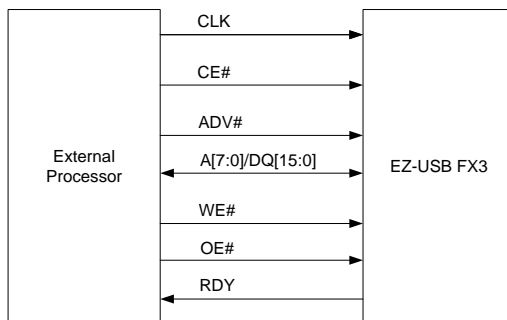 CLK
CE#
ADV#
External
Processor
A[7:0]/DQ[15:0]
EZ-USB FX3
WE#
OE#
RDY